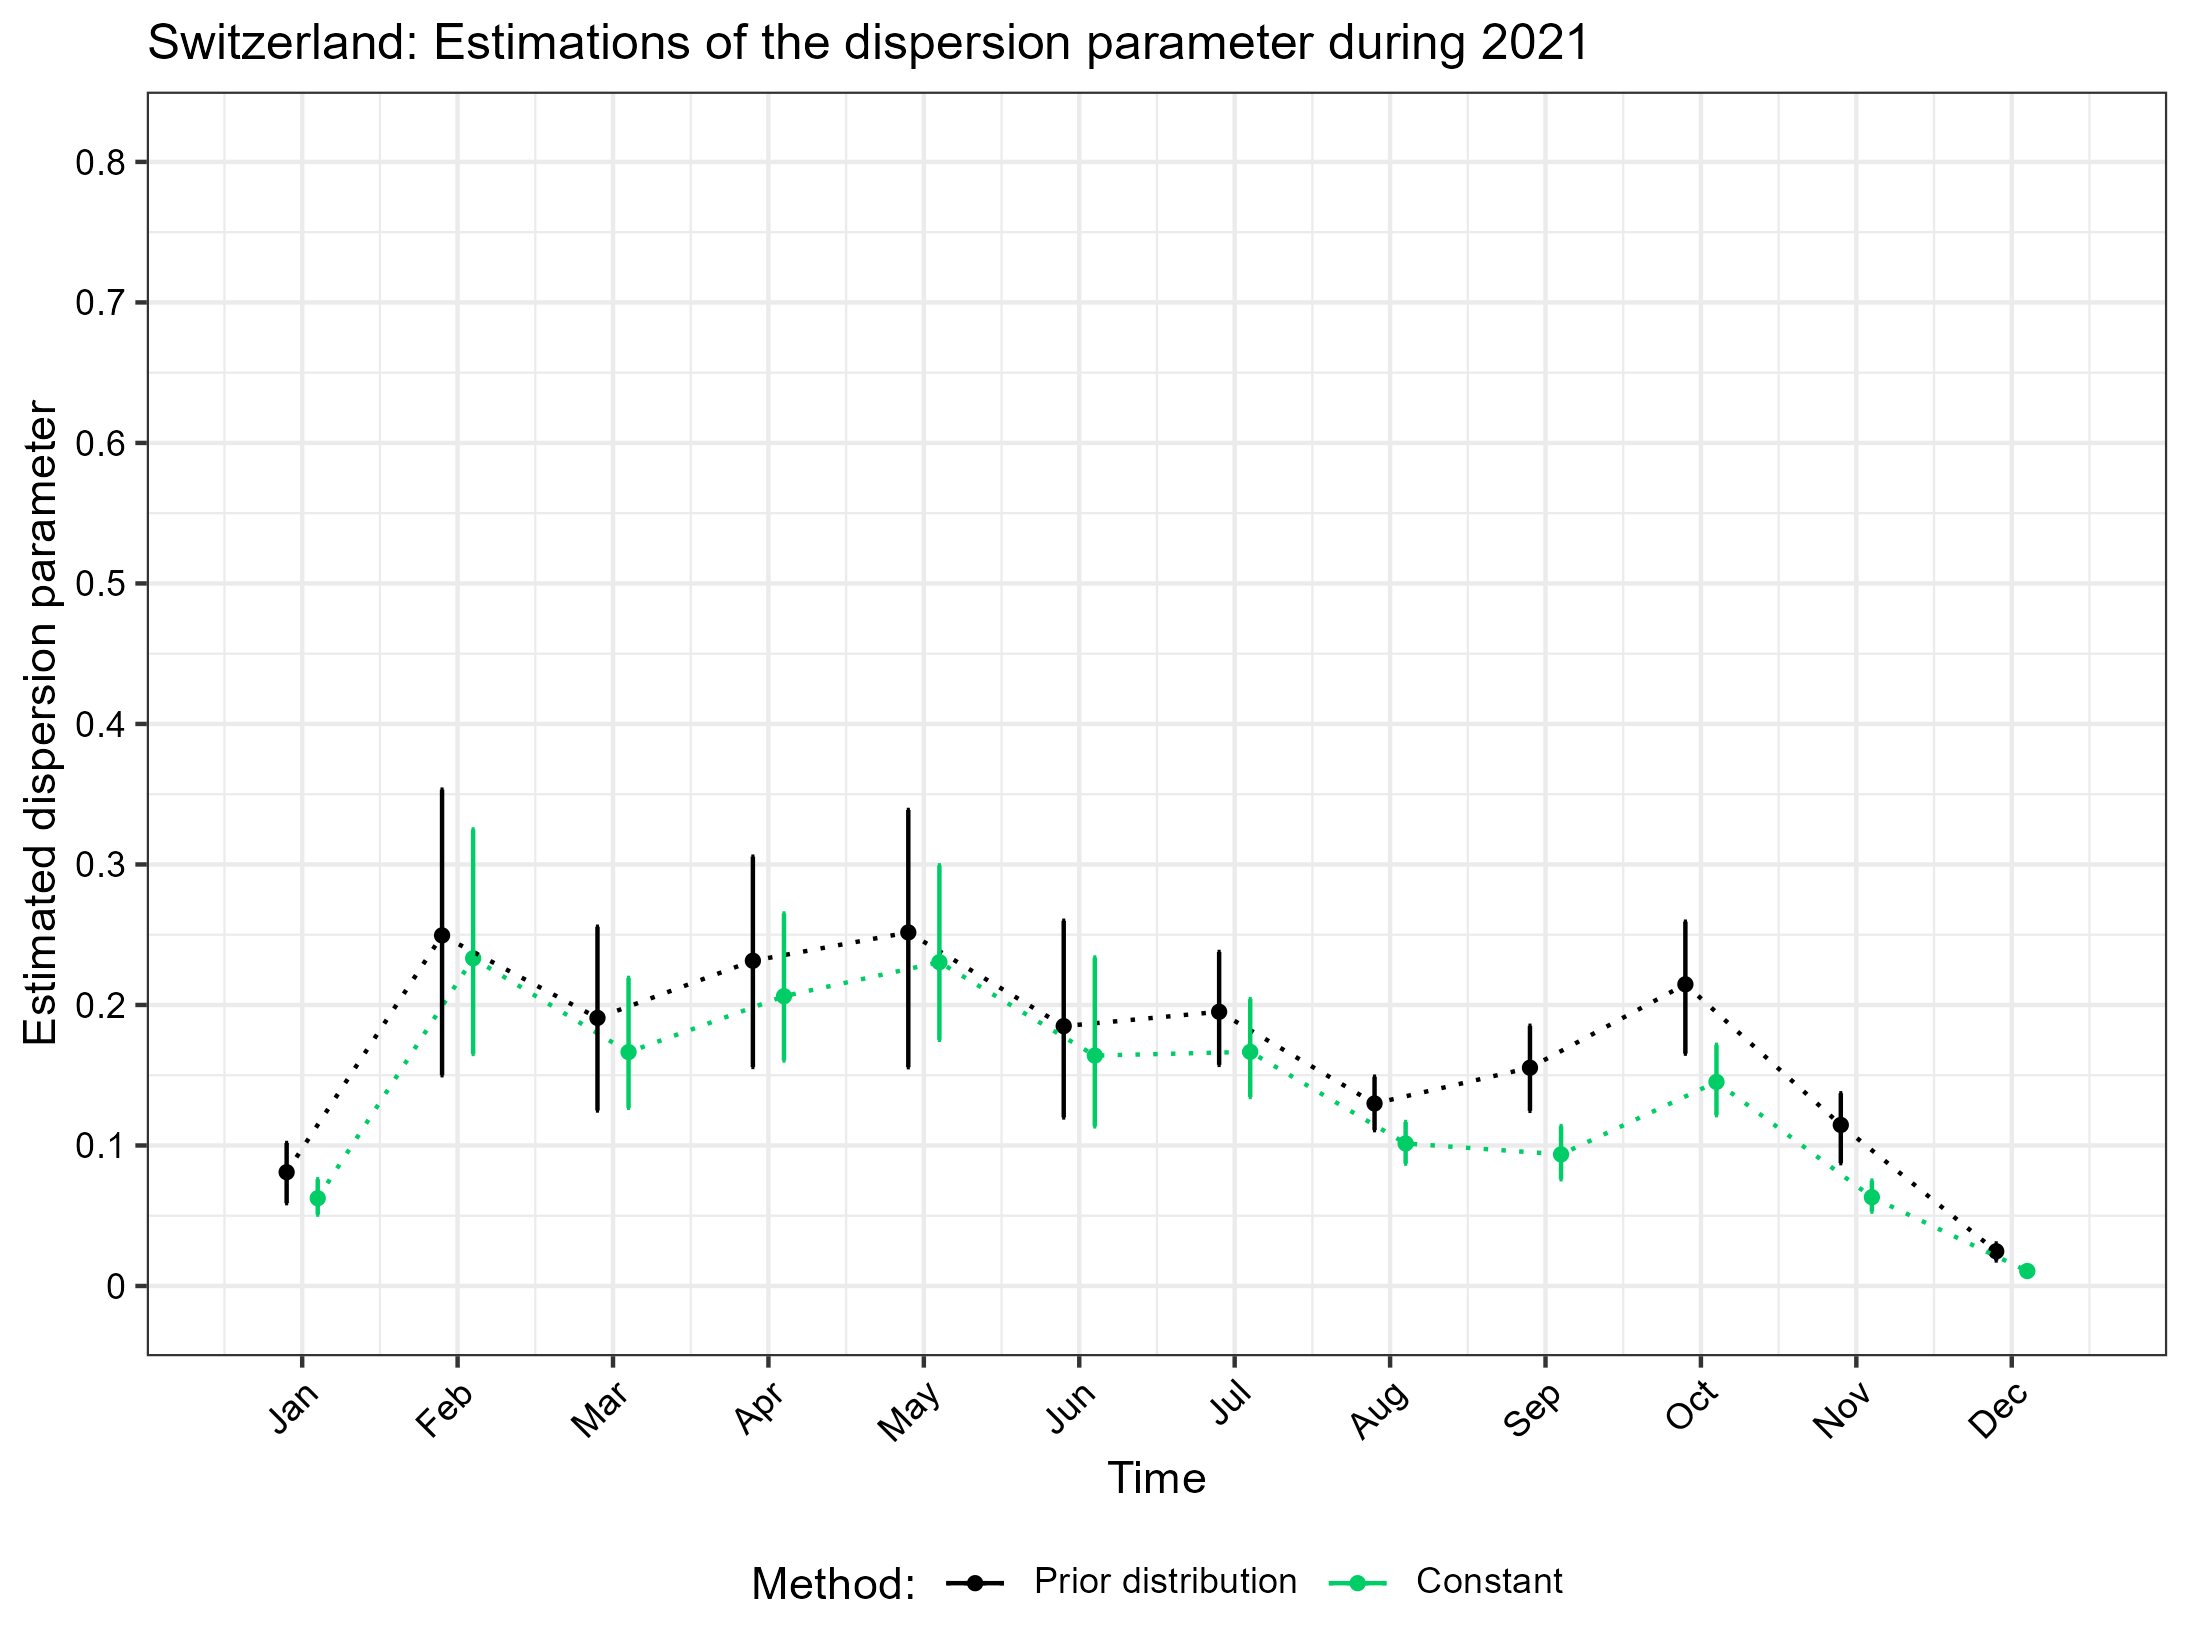 Switzerland: Estimations of the dispersion parameter during 2021
Estimated dispersion parameter
0.8
0.7
0.6
0.5
0.4
0.3
0.2
0.1
0
Jan Feb Mar Apr May Jun Jul Aug Sep Oct Nov Dec
Time
Method: Prior distribution Constant